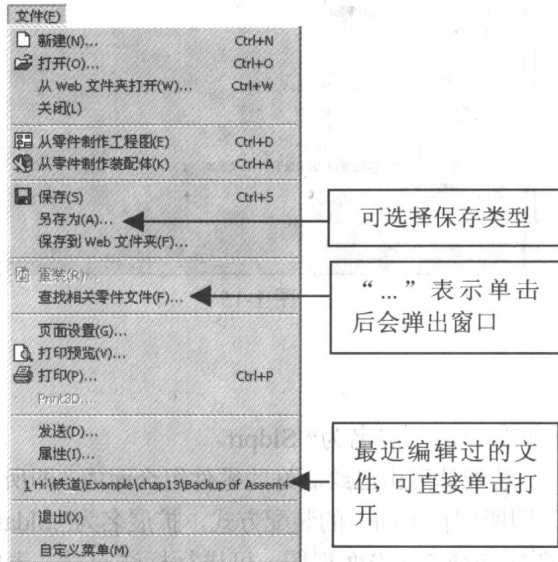 文件(F)
新建(N)... Ctrl+N
打开(O)... Ctrl+O
从 Web 文件夹打开(W)... Ctrl+W
关闭(L)
从零件制作工程图(E) Ctrl+D
从零件制作装配体(K) Ctrl+A
保存(S) Ctrl+S
另存为(A)...
保存到 Web 文件夹(F)...
可选择保存类型
重装(R)...
查找相关零件文件(F)...
“...”表示单击
后会弹出窗口
页面设置(G)...
打印预览(V)...
打印(P)... Ctrl+P
Print3D...
发送(D)...
属性(I)...
1 H:\铁道\Example\chap13\Backup of Assem4
最近编辑过的文
件, 可直接单击打
开
退出(X)
自定义菜单(M)